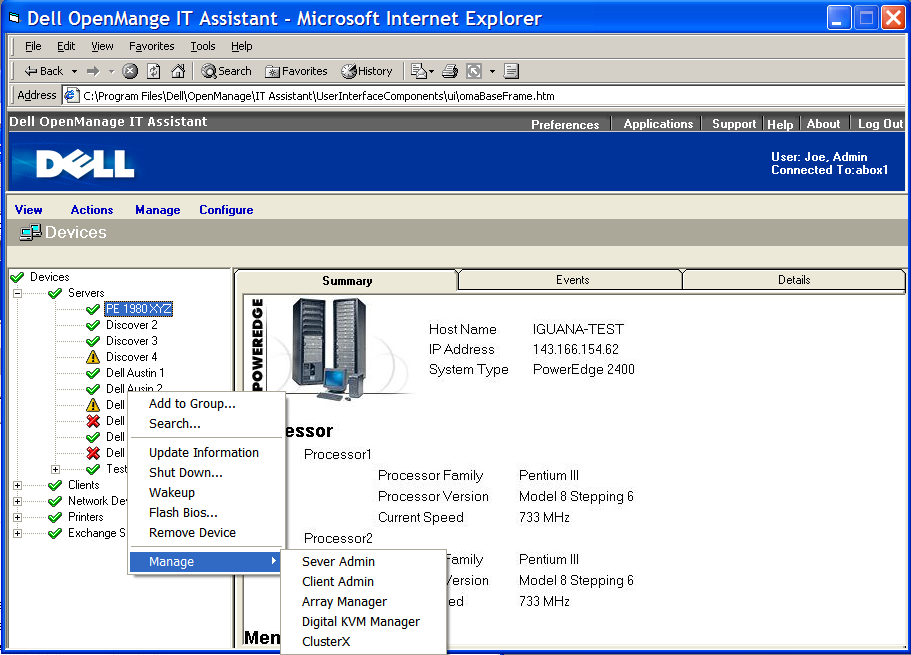 Dell OpenMange IT Assistant - Microsoft Internet Explorer
File Edit View Favorites Tools Help
Back Search Favorites History
Address C:\Program Files\Dell\OpenManage\IT Assistant\UserInterfaceComponents\ui\omaBaseFrame.htm
Dell OpenManage IT Assistant Preferences Applications Support Help About Log Out
DELL
User: Joe, Admin
Connected To:abox1
View Actions Manage Configure
Devices
Devices
Servers
PE 1980 XYZ
Discover 2
Discover 3
Discover 4
Dell Austin 1
Dell Ausin 2
Dell
Dell
Dell
Dell
Test
Clients
Network De
Printers
Exchange S
Add to Group...
Search...
Update Information
Shut Down...
Wakeup
Flash Bios...
Remove Device
Manage
Sever Admin
Client Admin
Array Manager
Digital KVM Manager
ClusterX
Summary Events Details
POWEREDGE
Host Name IGUANA-TEST
IP Address 143.166.154.62
System Type PowerEdge 2400
essor
Processor1
Processor Family Pentium III
Processor Version Model 8 Stepping 6
Current Speed 733 MHz
Processor2
Family Pentium III
Version Model 8 Stepping 6
ed 733 MHz
Mem